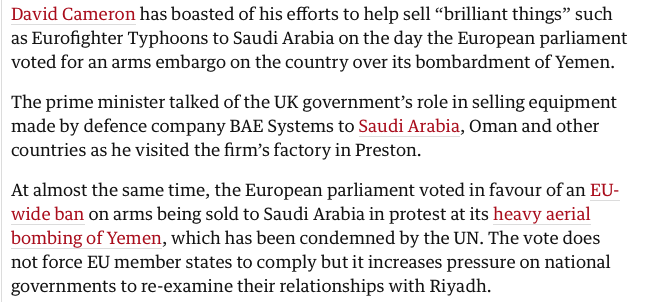 David Cameron has boasted of his efforts to help sell “brilliant things” such
as Eurofighter Typhoons to Saudi Arabia on the day the European parliament
voted for an arms embargo on the country over its bombardment of Yemen.
The prime minister talked of the UK government’s role in selling equipment
made by defence company BAE Systems to Saudi Arabia, Oman and other
countries as he visited the firm’s factory in Preston.
At almost the same time, the European parliament voted in favour of an EU-
wide ban on arms being sold to Saudi Arabia in protest at its heavy aerial
bombing of Yemen, which has been condemned by the UN. The vote does
not force EU member states to comply but it increases pressure on national
governments to re-examine their relationships with Riyadh.